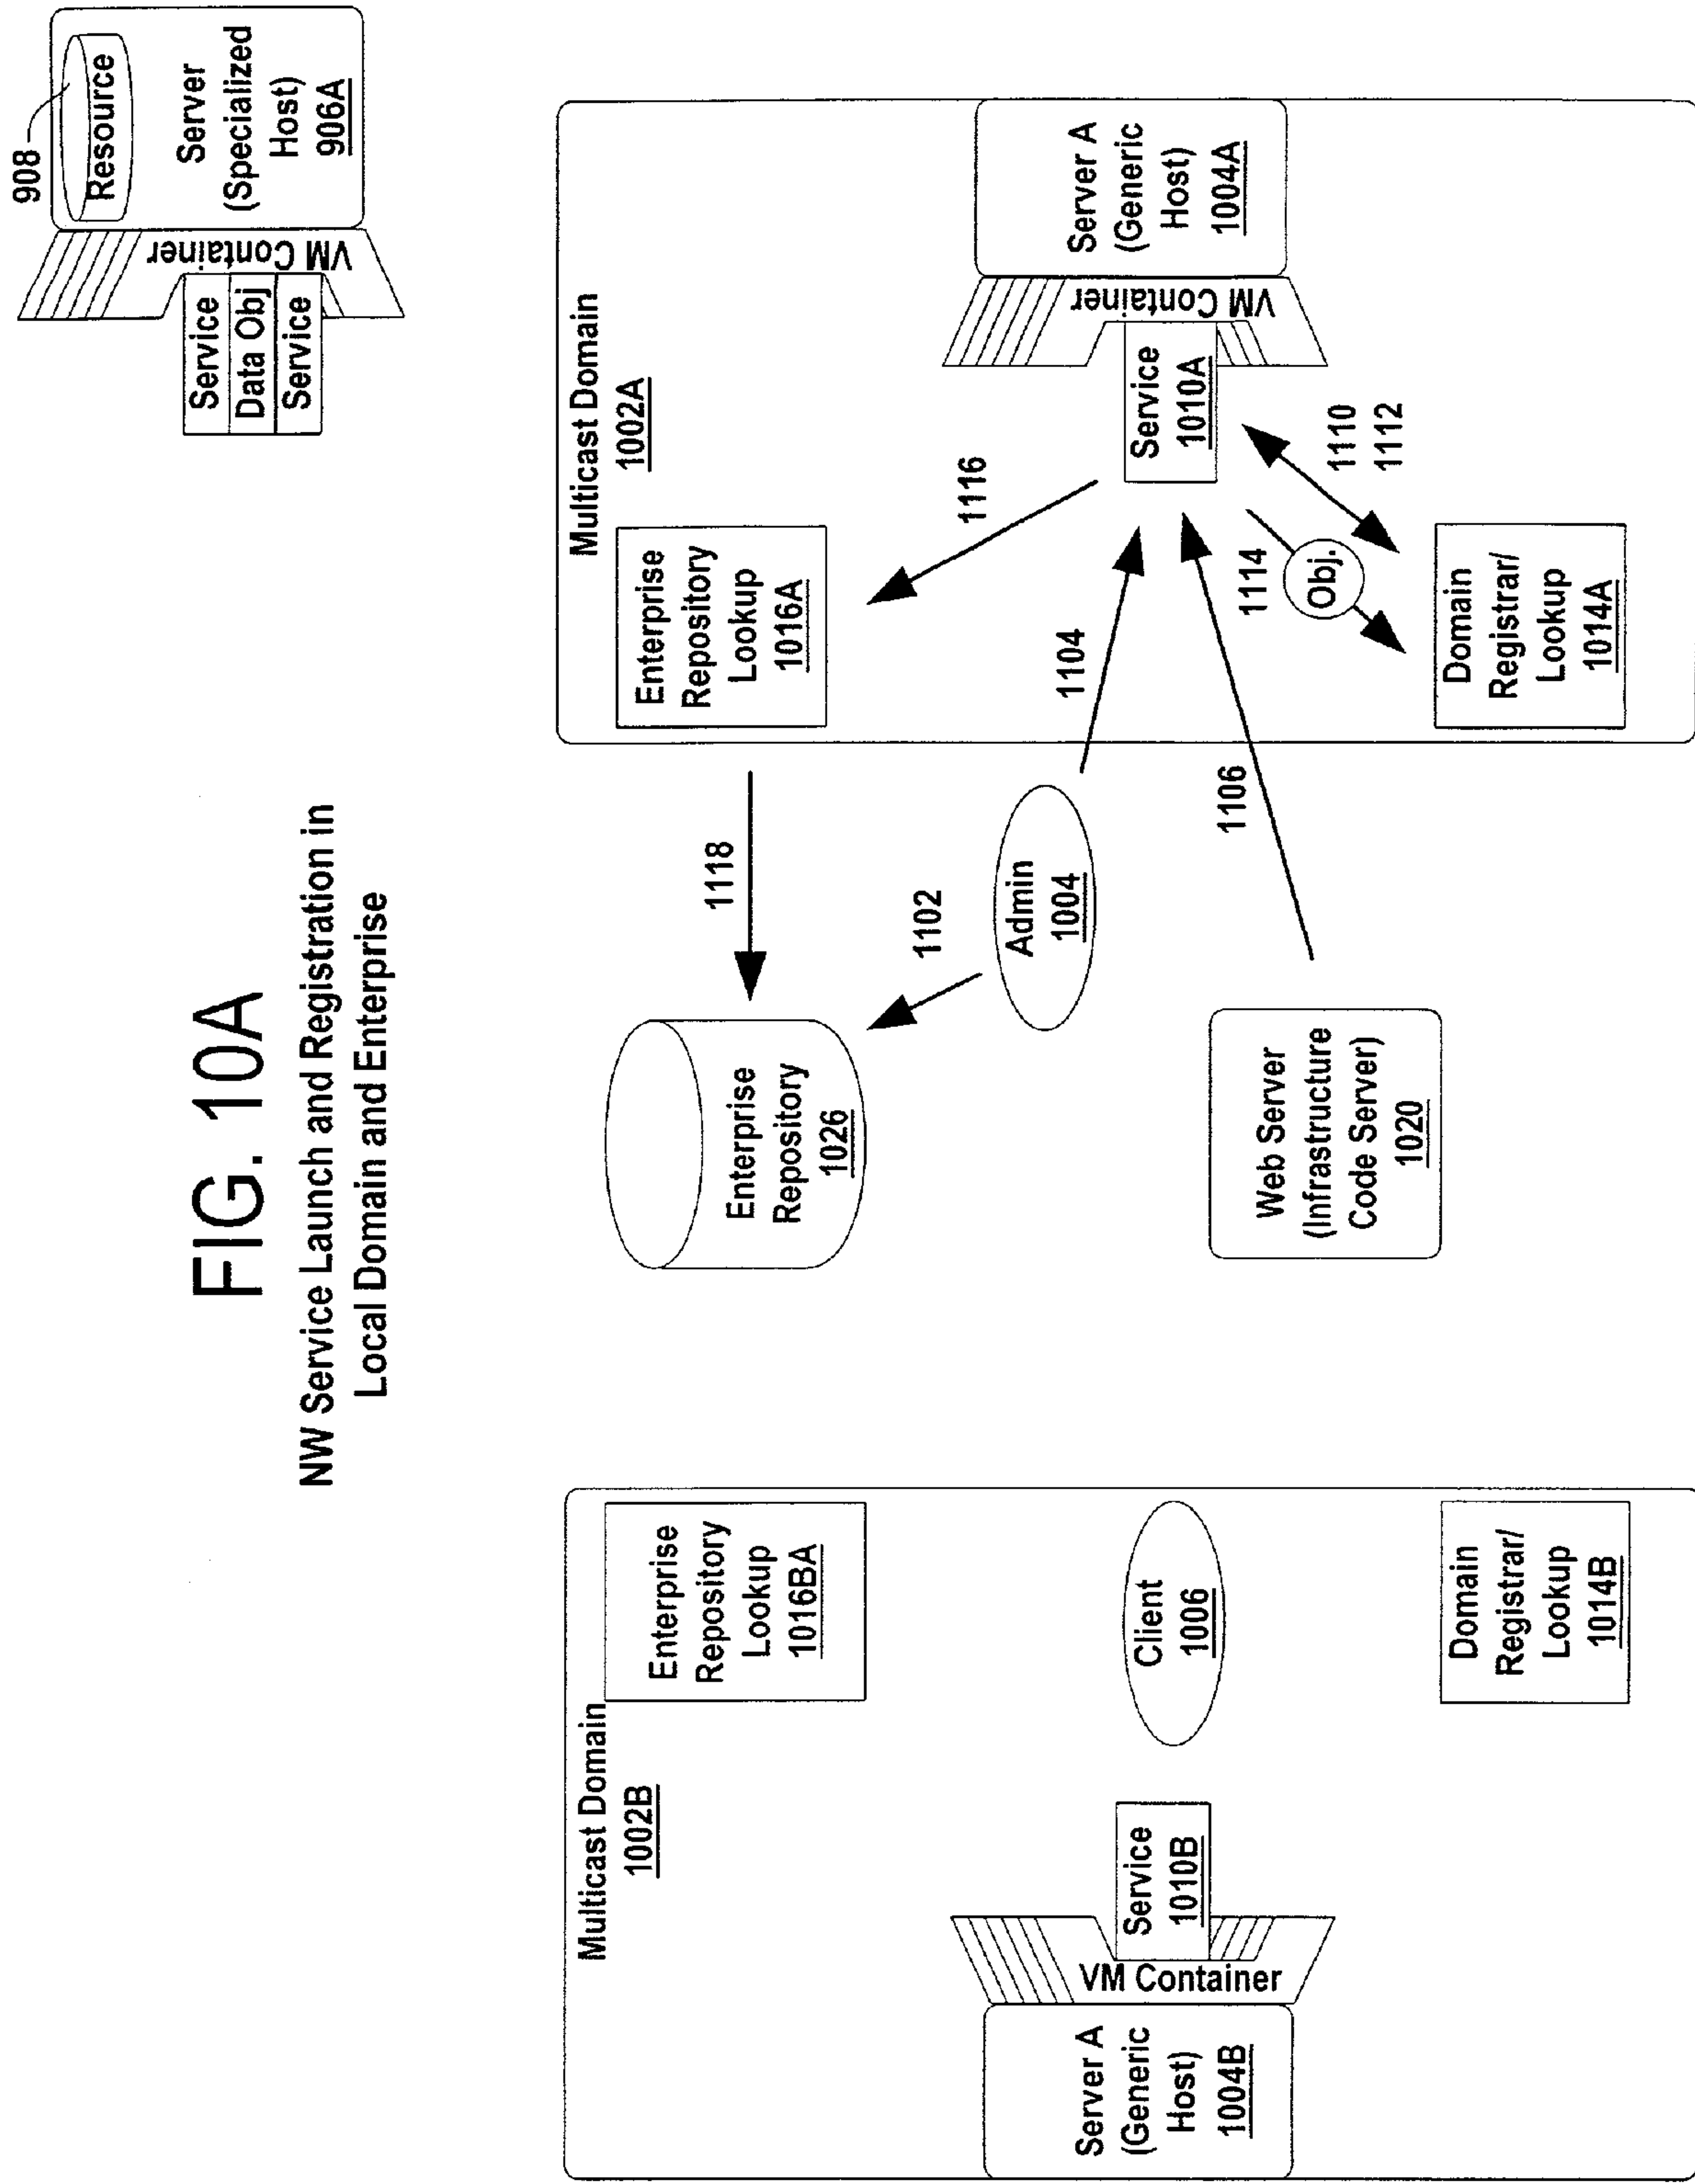 FIG. 10A
NW Service Launch and Registration in
Local Domain and Enterprise
908
Resource
Server
(Specialized
Host)
906A
VM Container
Service
Data Obj
Service
Multicast Domain
1002B
Enterprise
Repository
Lookup
1016BA
Server A
(Generic
Host)
1004B
VM Container
Service
1010B
Client
1006
Domain
Registrar/
Lookup
1014B
Enterprise
Repository
1026
1118
1102
Admin
1004
1104
Web Server
(Infrastructure
Code Server)
1020
1106
Multicast Domain
1002A
Enterprise
Repository
Lookup
1016A
1116
Service
1010A
VM Container
Server A
(Generic
Host)
1004A
1114
Obj.
1110
1112
Domain
Registrar/
Lookup
1014A